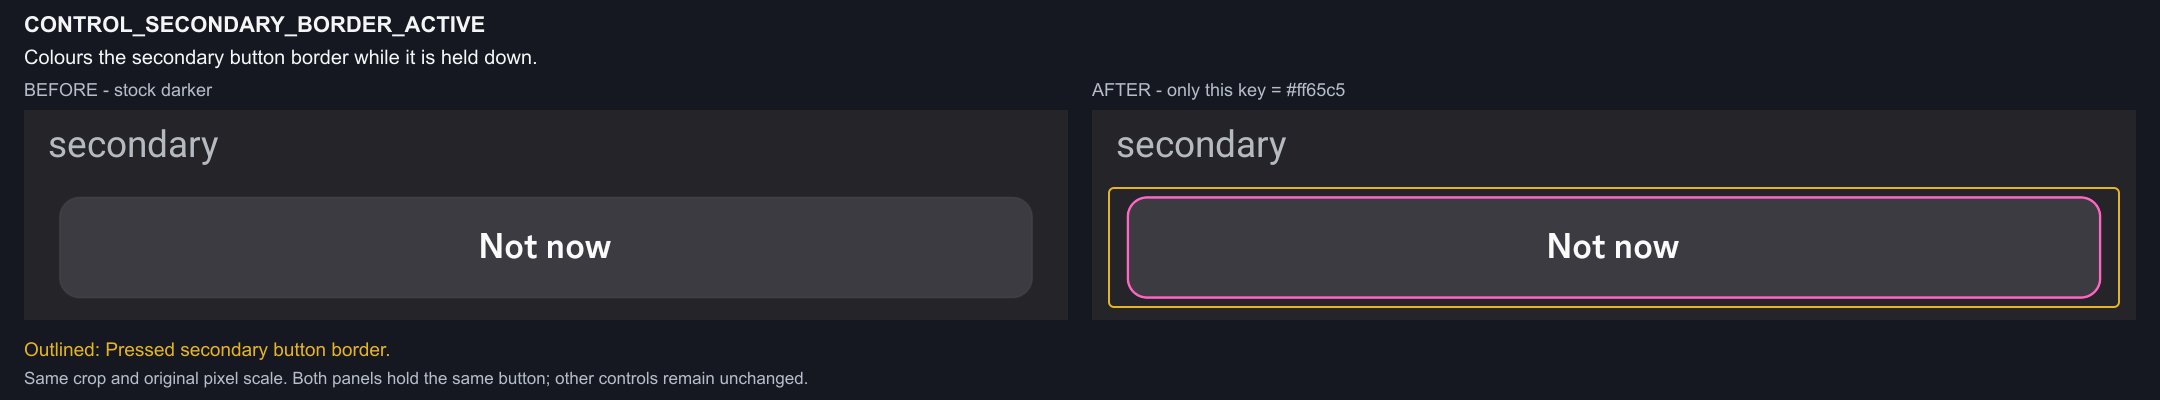 CONTROL_SECONDARY_BORDER_ACTIVE
Colours the secondary button border while it is held down.
BEFORE - stock darker
AFTER - only this key = #ff65c5
secondary
secondary
Not now
Not now
Outlined: Pressed secondary button border.
Same crop and original pixel scale. Both panels hold the same button; other controls remain unchanged.